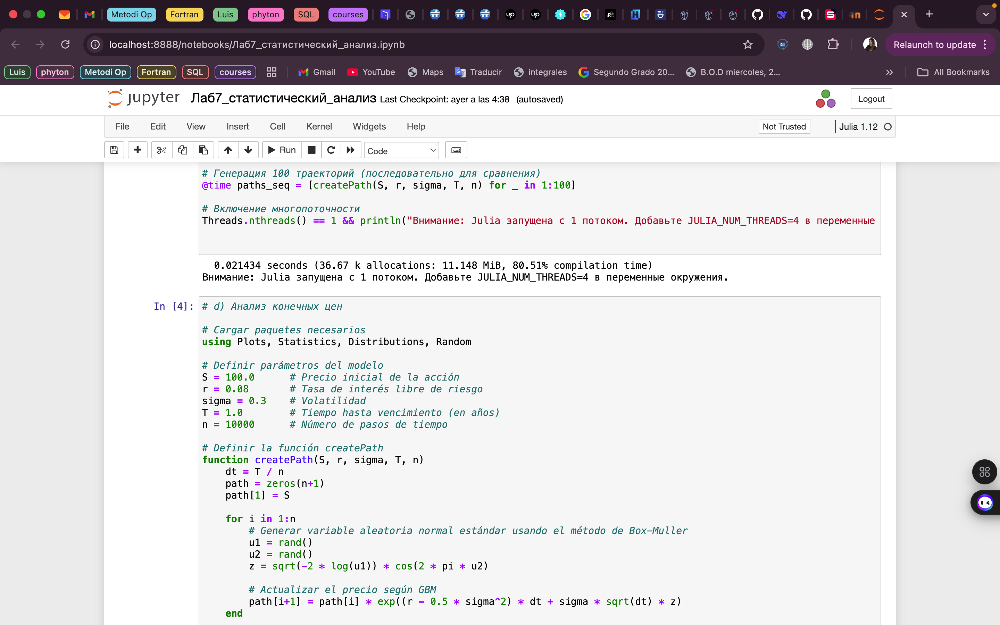 Metodi Op Fortran Luis phyton SQL courses
localhost:8888/notebooks/Лаб7_статистический_анализ.ipynb
Relaunch to update
Luis phyton Metodi Op Fortran SQL courses Gmail YouTube Maps Traducir integrales Segundo Grado 20... B.O.D miercoles, 2... All Bookmarks
jupyter Лаб7_статистический_анализ Last Checkpoint: ayer a las 4:38 (autosaved)
Logout
File Edit View Insert Cell Kernel Widgets Help Not Trusted Julia 1.12
Run Code
# Генерация 100 траекторий (последовательно для сравнения)
@time paths_seq = [createPath(S, r, sigma, T, n) for _ in 1:100]
# Включение многопоточности
Threads.nthreads() == 1 && println("Внимание: Julia запущена с 1 потоком. Добавьте JULIA_NUM_THREADS=4 в переменные
0.021434 seconds (36.67 k allocations: 11.148 MiB, 80.51% compilation time)
Внимание: Julia запущена с 1 потоком. Добавьте JULIA_NUM_THREADS=4 в переменные окружения.
In [4]: # d) Анализ конечных цен
# Cargar paquetes necesarios
using Plots, Statistics, Distributions, Random
# Definir parámetros del modelo
S = 100.0 # Precio inicial de la acción
r = 0.08 # Tasa de interés libre de riesgo
sigma = 0.3 # Volatilidad
T = 1.0 # Tiempo hasta vencimiento (en años)
n = 10000 # Número de pasos de tiempo
# Definir la función createPath
function createPath(S, r, sigma, T, n)
dt = T / n
path = zeros(n+1)
path[1] = S
for i in 1:n
# Generar variable aleatoria normal estándar usando el método de Box-Muller
u1 = rand()
u2 = rand()
z = sqrt(-2 * log(u1)) * cos(2 * pi * u2)
# Actualizar el precio según GBM
path[i+1] = path[i] * exp((r - 0.5 * sigma^2) * dt + sigma * sqrt(dt) * z)
end